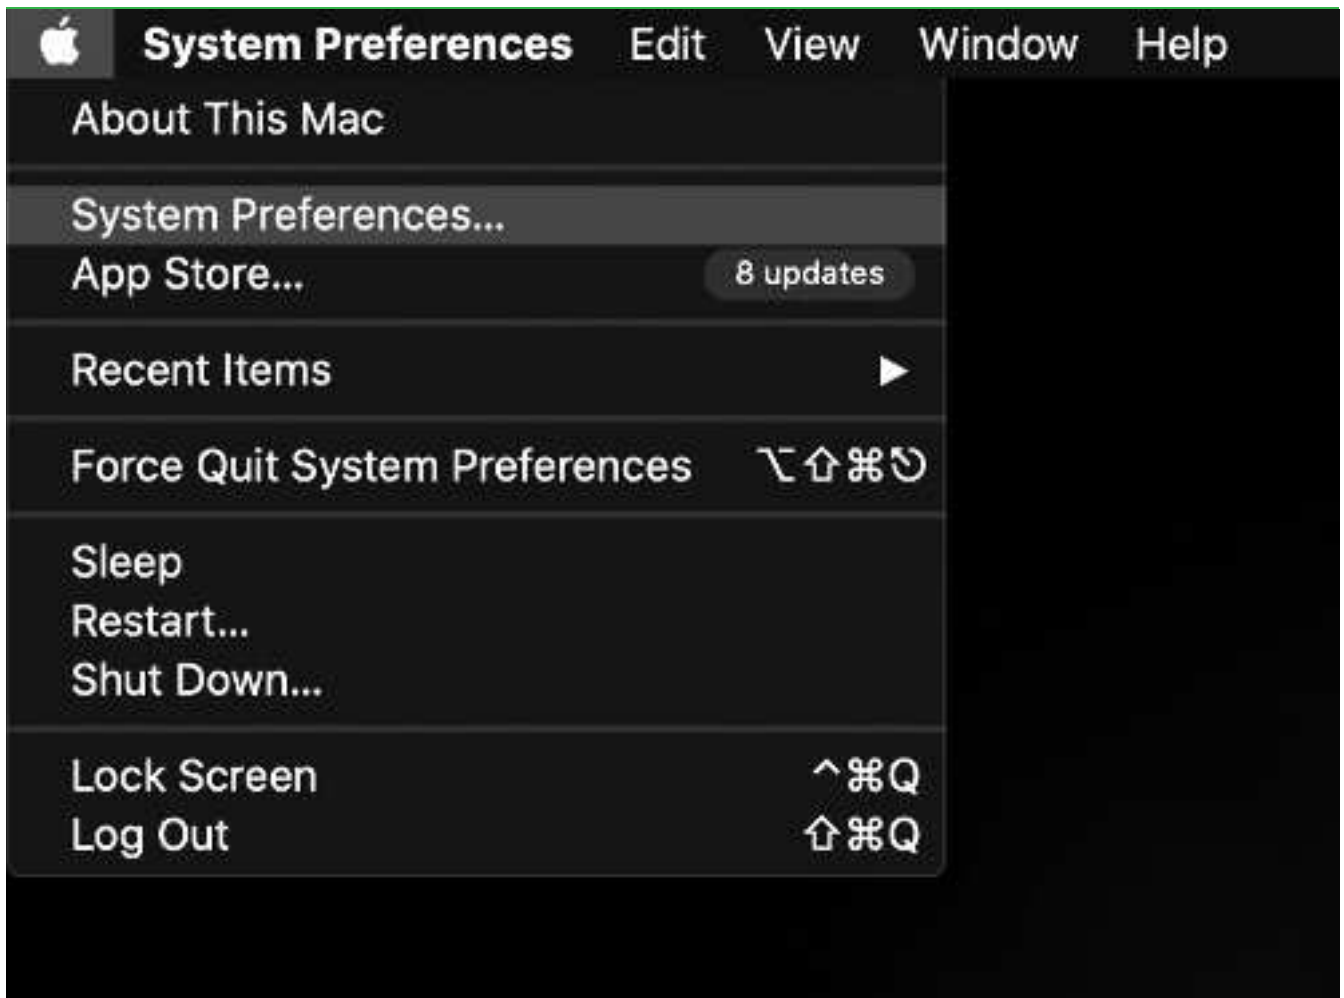 System Preferences Edit View Window Help
About This Mac
System Preferences...
App Store... 8 updates
Recent Items ▶
Force Quit System Preferences ⌥⇧⌘⎋
Sleep
Restart...
Shut Down...
Lock Screen ^⌘Q
Log Out ⇧⌘Q